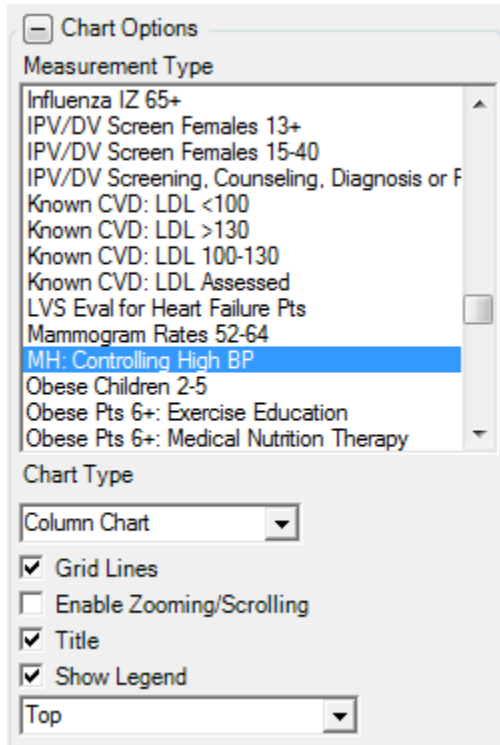 Chart Options
Measurement Type
Influenza IZ 65+
IPV/DV Screen Females 13+
IPV/DV Screen Females 15-40
IPV/DV Screening, Counseling, Diagnosis or
Known CVD: LDL <100
Known CVD: LDL >130
Known CVD: LDL 100-130
Known CVD: LDL Assessed
LVS Eval for Heart Failure Pts
Mammogram Rates 52-64
MH: Controlling High BP
Obese Children 2-5
Obese Pts 6+: Exercise Education
Obese Pts 6+: Medical Nutrition Therapy
Chart Type
Column Chart
Grid Lines
Enable Zooming/Scrolling
Title
Show Legend
Top